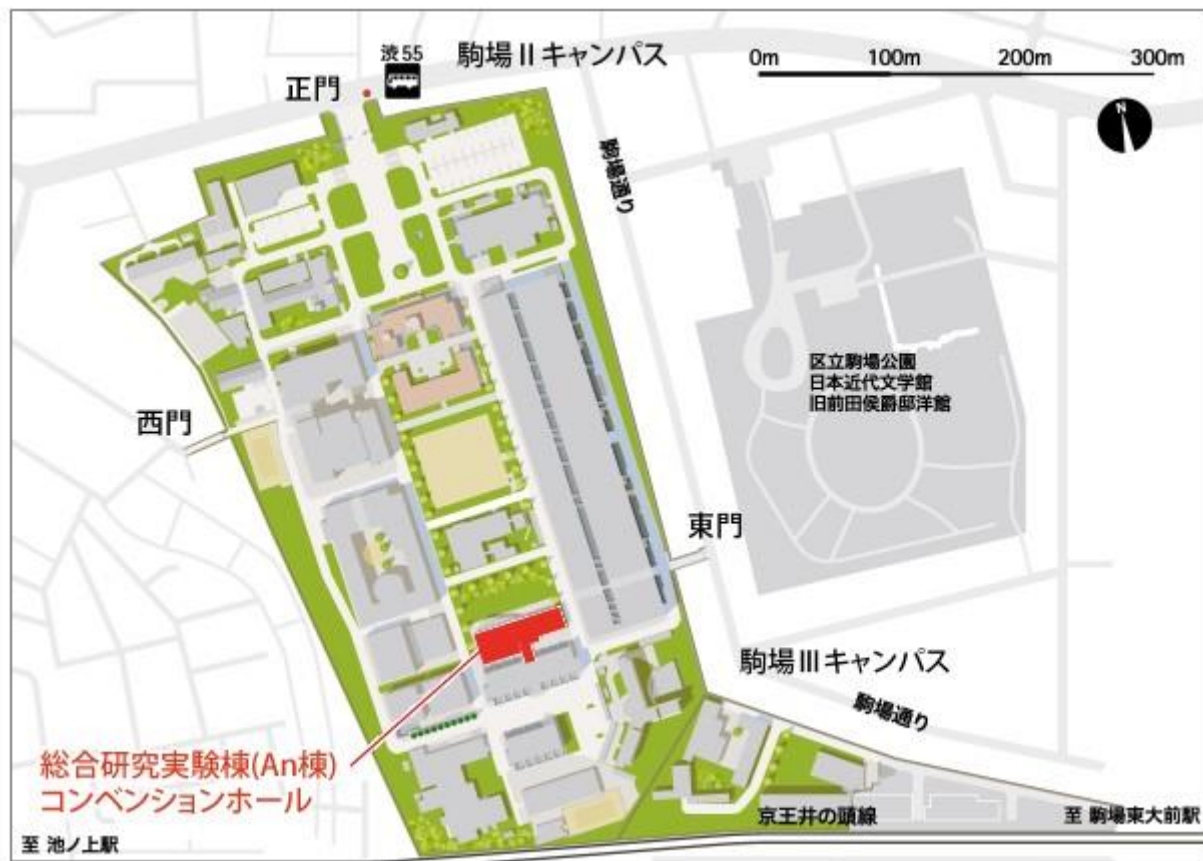 渋55
駒場Ⅱキャンパス
正門
0m 100m 200m 300m
N
駒場通り
区立駒場公園
日本近代文学館
旧前田侯爵邸洋館
西門
東門
駒場Ⅲキャンパス
駒場通り
総合研究実験棟(An棟)
コンベンションホール
京王井の頭線
至 駒場東大前駅
至 池ノ上駅